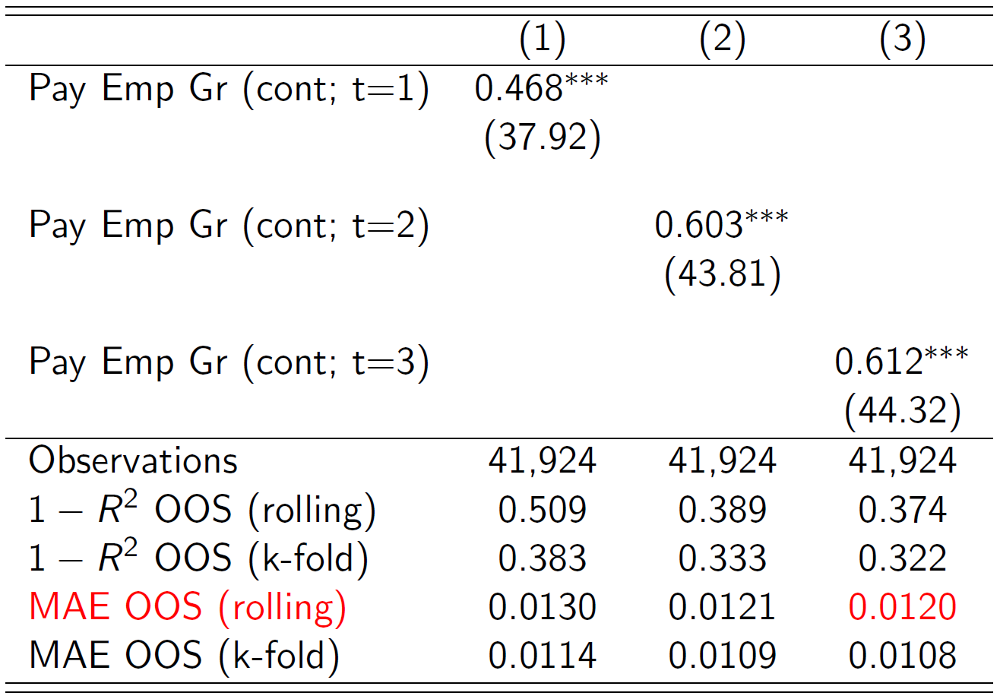 (1) (2) (3)
Pay Emp Gr (cont; t=1) 0.468***
(37.92)
Pay Emp Gr (cont; t=2) 0.603***
(43.81)
Pay Emp Gr (cont; t=3) 0.612***
(44.32)
Observations 41,924 41,924 41,924
1 − R² OOS (rolling) 0.509 0.389 0.374
1 − R² OOS (k-fold) 0.383 0.333 0.322
MAE OOS (rolling) 0.0130 0.0121 0.0120
MAE OOS (k-fold) 0.0114 0.0109 0.0108